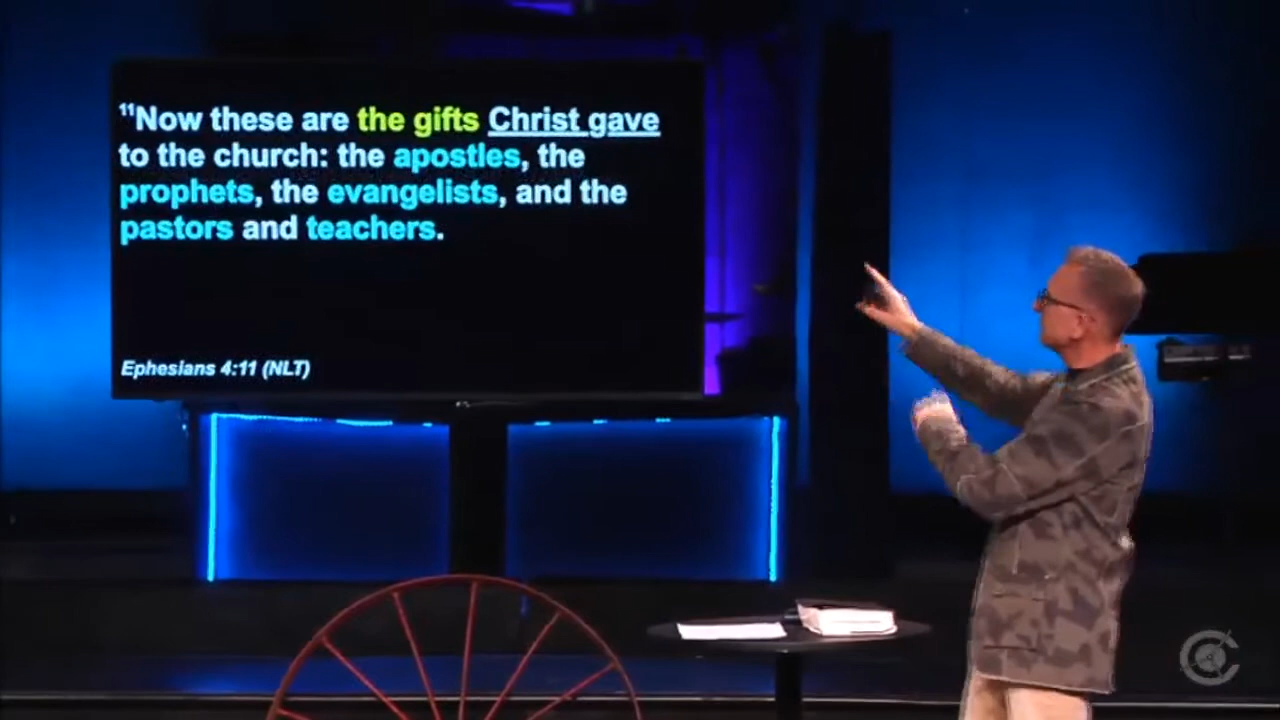 ¹¹Now these are the gifts Christ gave
to the church: the apostles, the
prophets, the evangelists, and the
pastors and teachers.
Ephesians 4:11 (NLT)